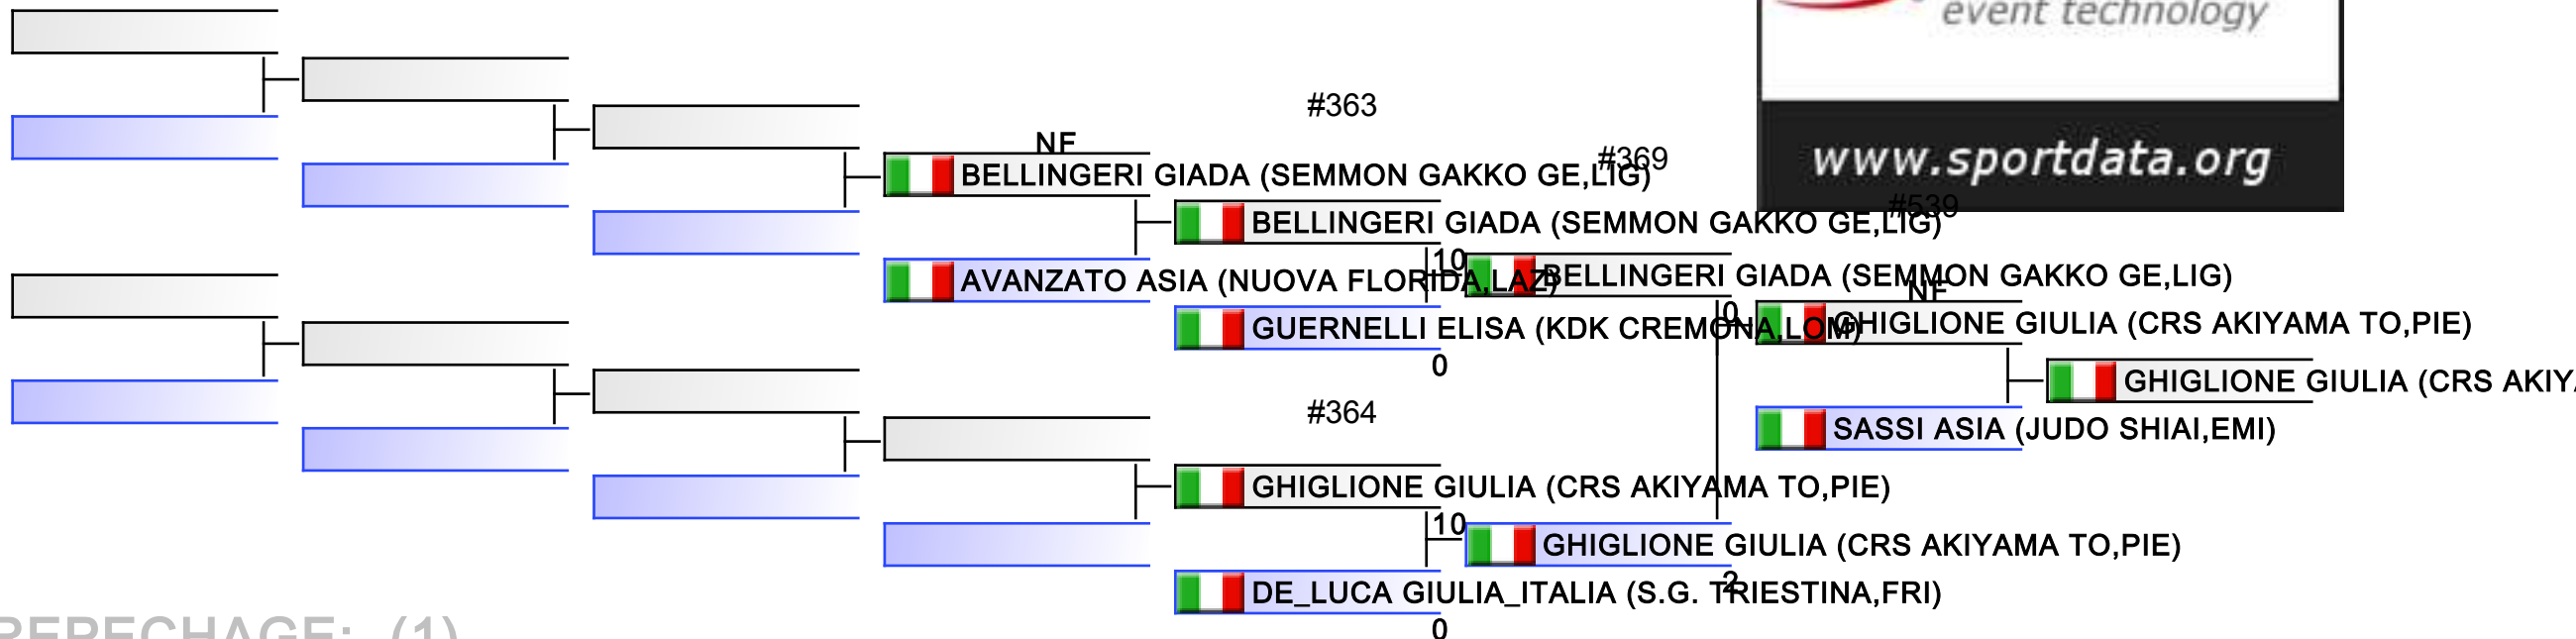 event technology
#363
NF
#369
www.sportdata.org
BELLINGERI GIADA (SEMMON GAKKO GE,LIG)
#539
BELLINGERI GIADA (SEMMON GAKKO GE,LIG)
10
AVANZATO ASIA (NUOVA FLORIDA,LAZ)
BELLINGERI GIADA (SEMMON GAKKO GE,LIG)
NF
0
GUERNELLI ELISA (KDK CREMONA,LOM)
GHIGLIONE GIULIA (CRS AKIYAMA TO,PIE)
0
GHIGLIONE GIULIA (CRS AKIY
#364
SASSI ASIA (JUDO SHIAI,EMI)
GHIGLIONE GIULIA (CRS AKIYAMA TO,PIE)
10
GHIGLIONE GIULIA (CRS AKIYAMA TO,PIE)
2
DE_LUCA GIULIA_ITALIA (S.G. TRIESTINA,FRI)
0
REPECHAGE: (1)